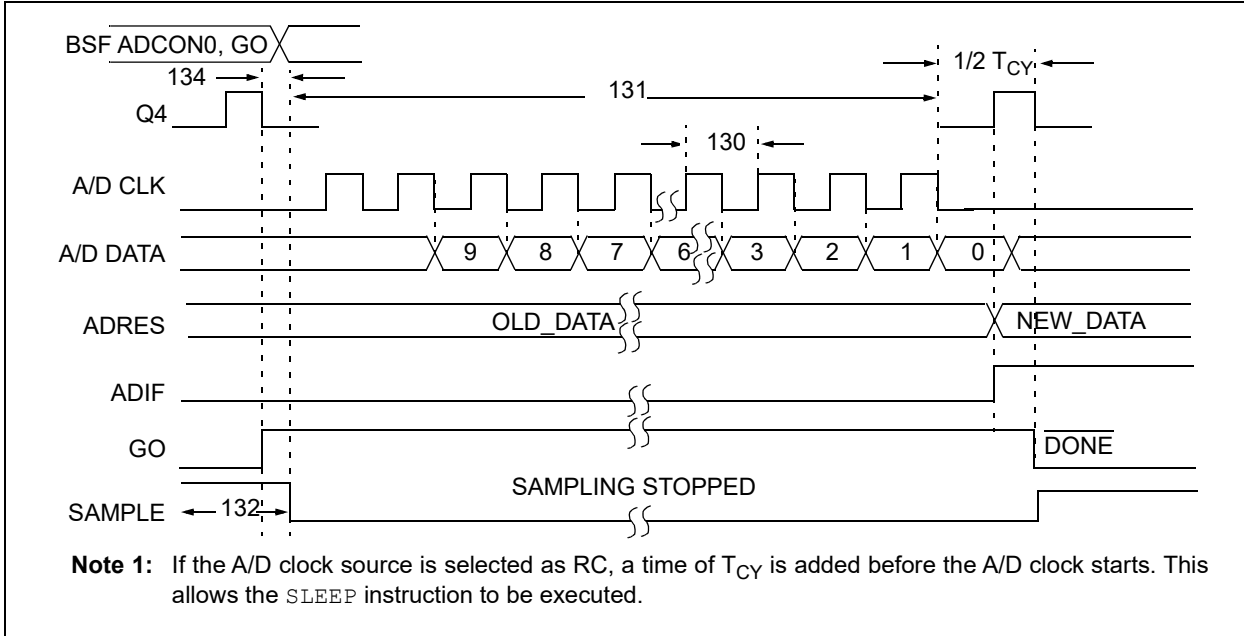 BSF ADCON0, GO
134
131
1/2 TCY
Q4
130
A/D CLK
A/D DATA 9 8 7 6 3 2 1 0
ADRES OLD_DATA NEW_DATA
ADIF
GO DONE
SAMPLING STOPPED
SAMPLE 132
Note 1: If the A/D clock source is selected as RC, a time of TCY is added before the A/D clock starts. This
allows the SLEEP instruction to be executed.